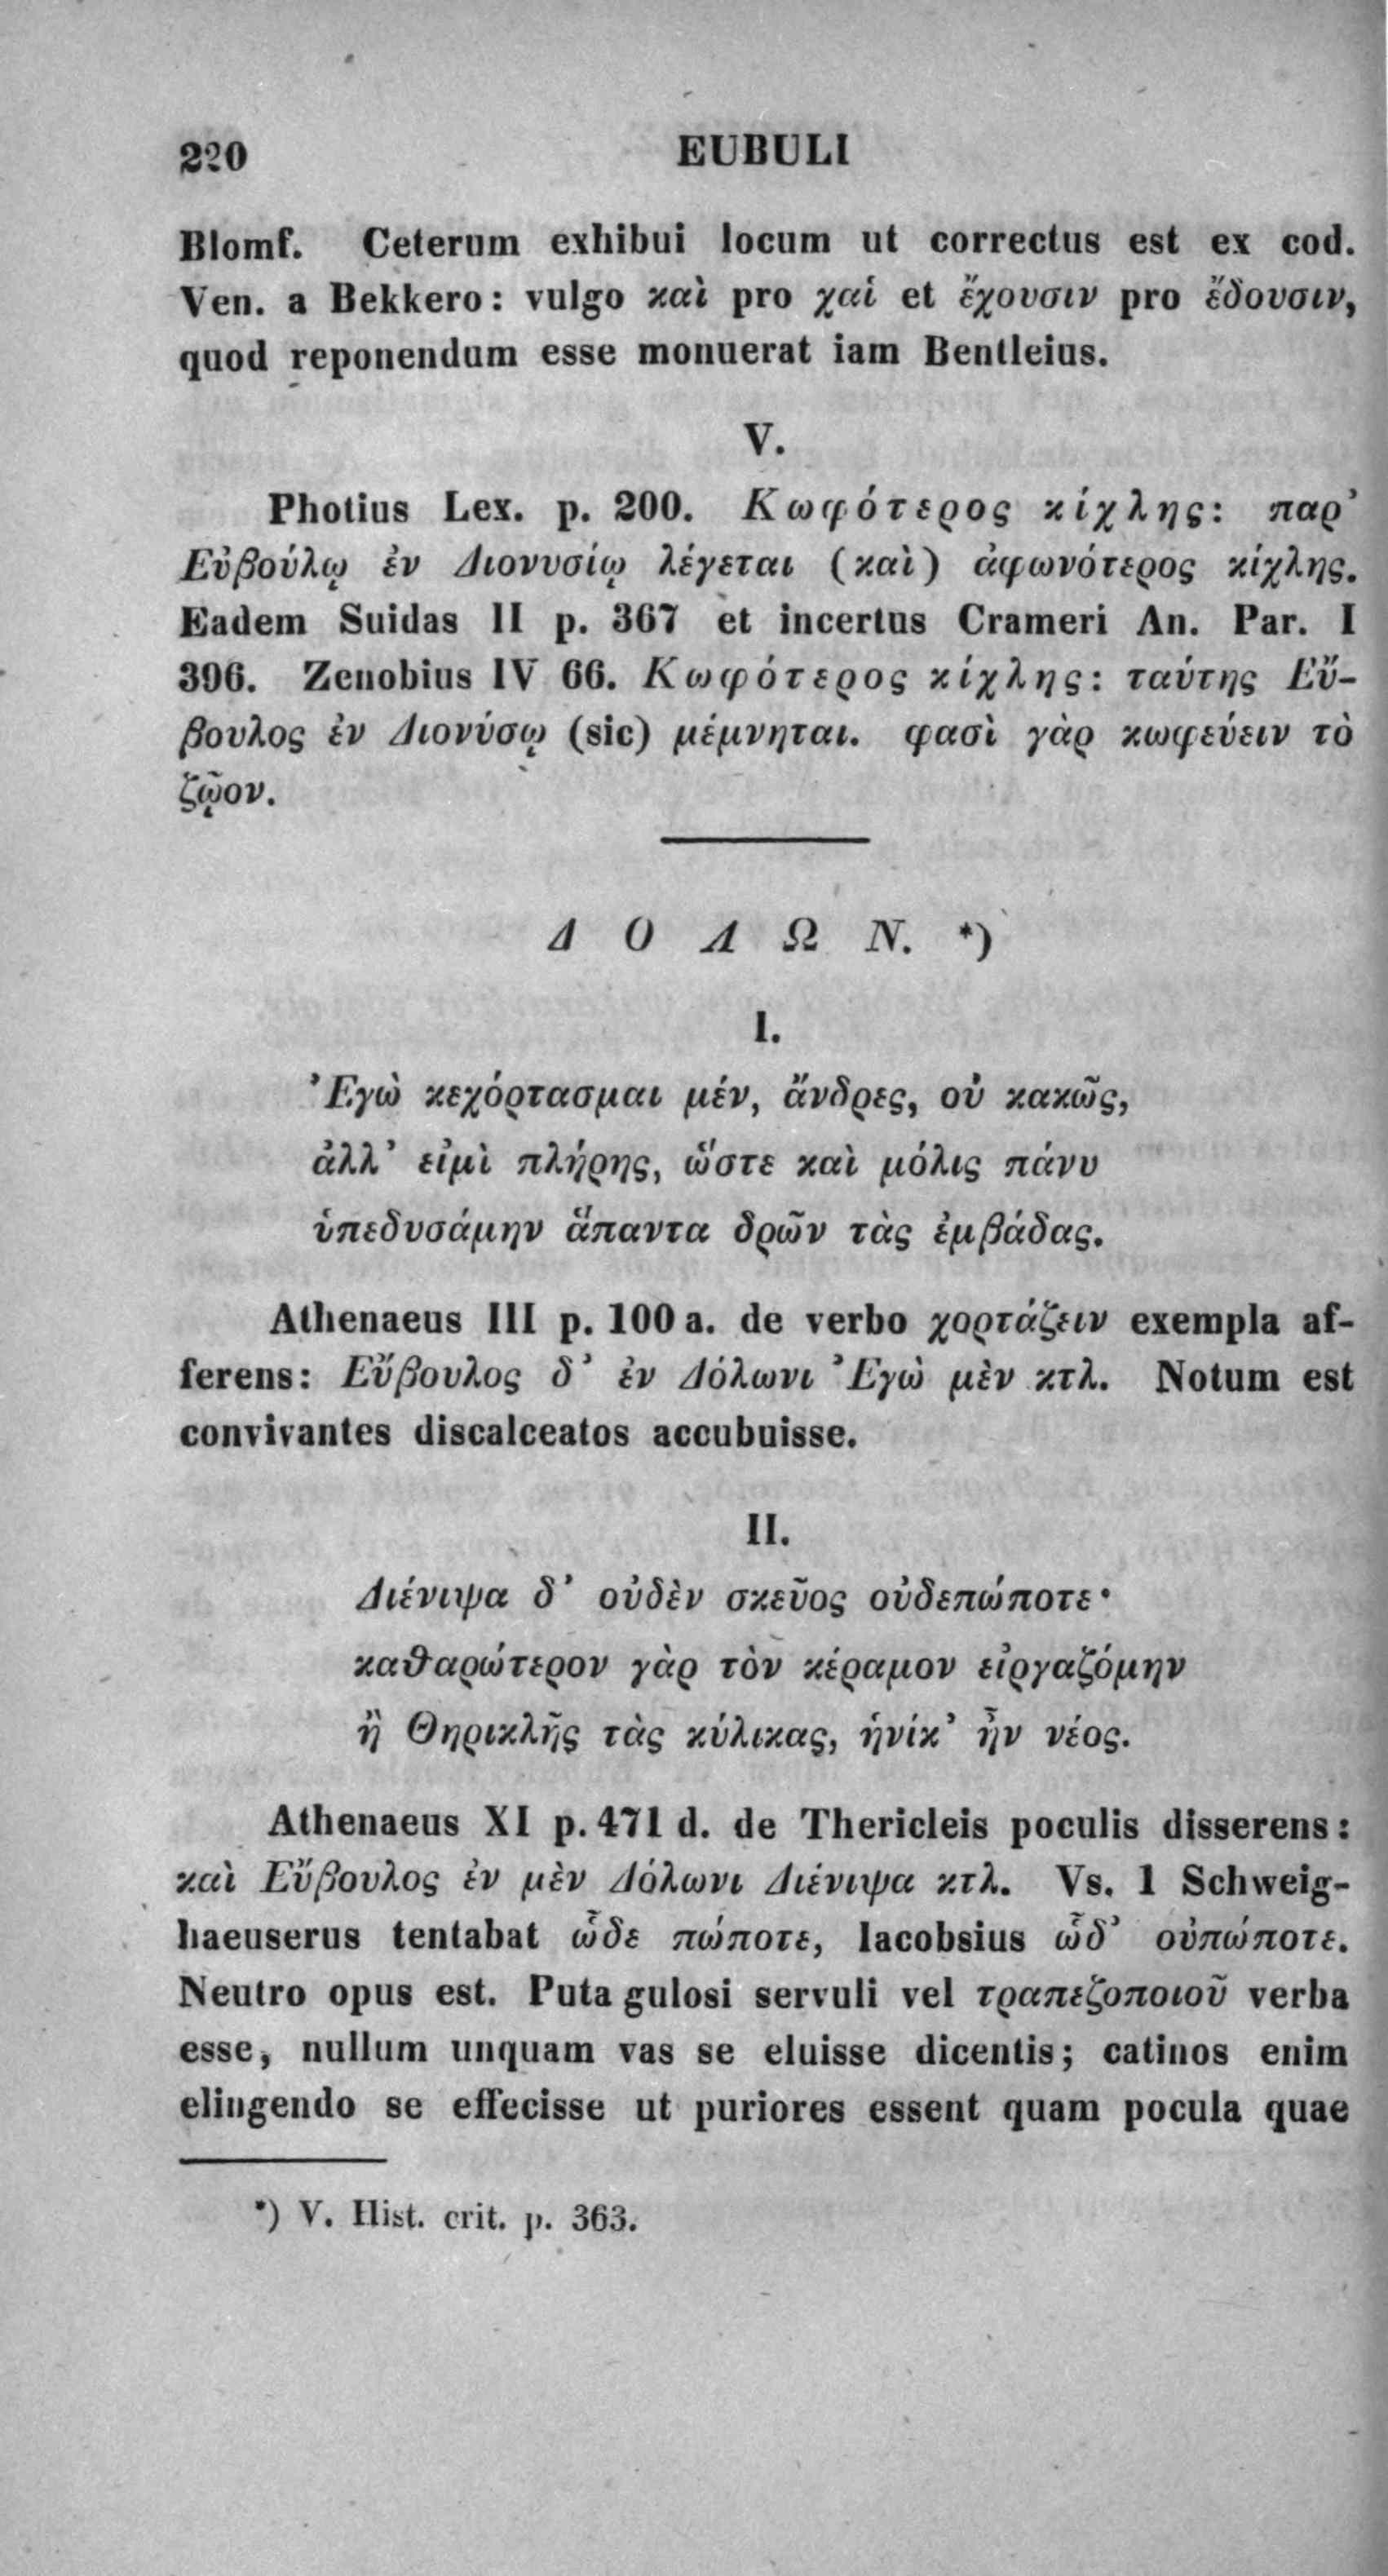 220 EUBULI
Blomf. Ceterum exhibui locum ut correctus est ex cod.
Ven. a Bekkero: vulgo καὶ pro χαἰ et ἔχουσιν pro ἔδουσιν,
quod reponendum esse monuerat iam Bentleius.
V.
Photius Lex. p. 200. Κωφότερος κίχλης: παρ’
Εὐβούλῳ ἐν Διονυσίῳ λέγεται (καὶ) ἀφωνότερος κίχλης.
Eadem Suidas II p. 367 et incertus Crameri An. Par. I
396. Zenobius IV 66. Κωφότερος κίχλης: ταύτης Εὔ-
βουλος ἐν Διονύσῳ (sic) μέμνηται. φασὶ γὰρ κωφεύειν τὸ
ζῷον.
ΔΟΛΩΝ. *)
I.
Ἐγὼ κεχόρτασμαι μέν, ἄνδρες, οὐ κακῶς,
ἀλλ’ εἰμὶ πλήρης, ὥστε καὶ μόλις πάνυ
ὑπεδυσάμην ἅπαντα δρῶν τὰς ἐμβάδας.
Athenaeus III p. 100 a. de verbo χορτάζειν exempla af-
ferens: Εὔβουλος δ’ ἐν Δόλωνι Ἐγὼ μὲν κτλ. Notum est
convivantes discalceatos accubuisse.
II.
Διένιψα δ’ οὐδὲν σκεῦος οὐδεπώποτε·
καθαρώτερον γὰρ τὸν κέραμον εἰργαζόμην
ἢ Θηρικλῆς τὰς κύλικας, ἡνίκ’ ἦν νέος.
Athenaeus XI p. 471 d. de Thericleis poculis disserens:
καὶ Εὔβουλος ἐν μὲν Δόλωνι Διένιψα κτλ. Vs. 1 Schweig-
haeuserus tentabat ὧδε πώποτε, Iacobsius ὧδ’ οὐπώποτε.
Neutro opus est. Puta gulosi servuli vel τραπεζοποιοῦ verba
esse, nullum unquam vas se eluisse dicentis; catinos enim
elingendo se effecisse ut puriores essent quam pocula quae
*) V. Hist. crit. p. 363.